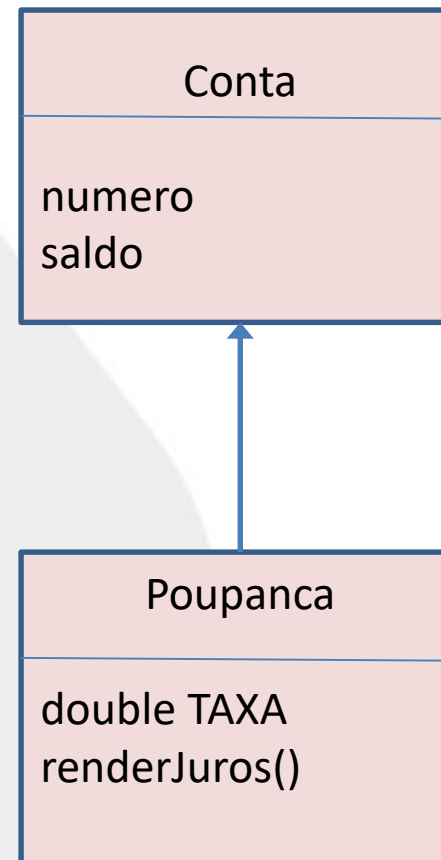 Conta
numero
saldo
Poupanca
double TAXA
renderJuros()